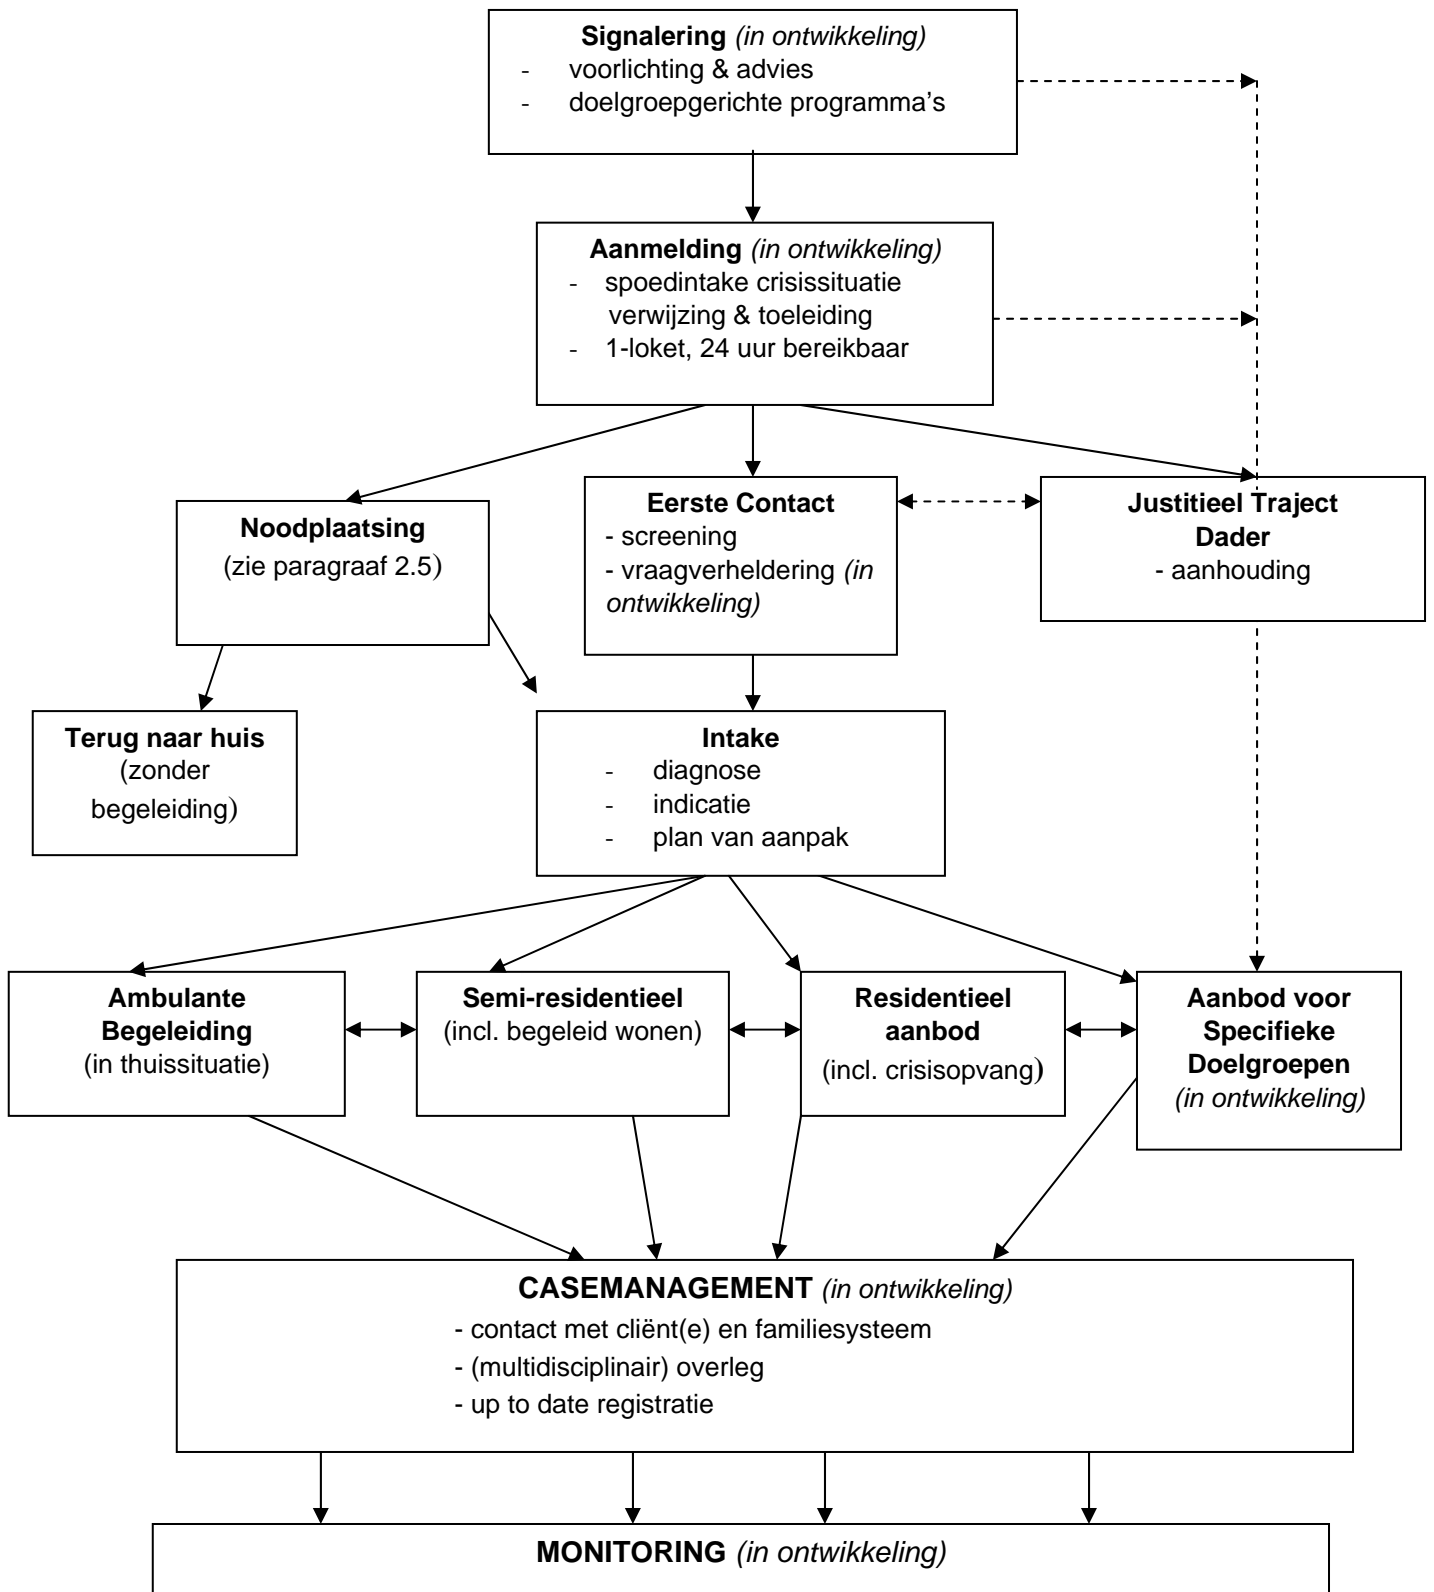 Signalering (in ontwikkeling)
- voorlichting & advies
- doelgroepgerichte programma's
Aanmelding (in ontwikkeling)
- spoedintake crisissituatie
verwijzing & toeleiding
- 1-loket, 24 uur bereikbaar
Noodplaatsing
(zie paragraaf 2.5)
Eerste Contact
- screening
- vraagverheldering (in
ontwikkeling)
Justitieel Traject
Dader
- aanhouding
Terug naar huis
(zonder
begeleiding)
Intake
- diagnose
- indicatie
- plan van aanpak
Ambulante
Begeleiding
(in thuissituatie)
Semi-residentieel
(incl. begeleid wonen)
Residentieel
aanbod
(incl. crisisopvang)
Aanbod voor
Specifieke
Doelgroepen
(in ontwikkeling)
CASEMANAGEMENT (in ontwikkeling)
- contact met cliënt(e) en familiesysteem
- (multidisciplinair) overleg
- up to date registratie
MONITORING (in ontwikkeling)